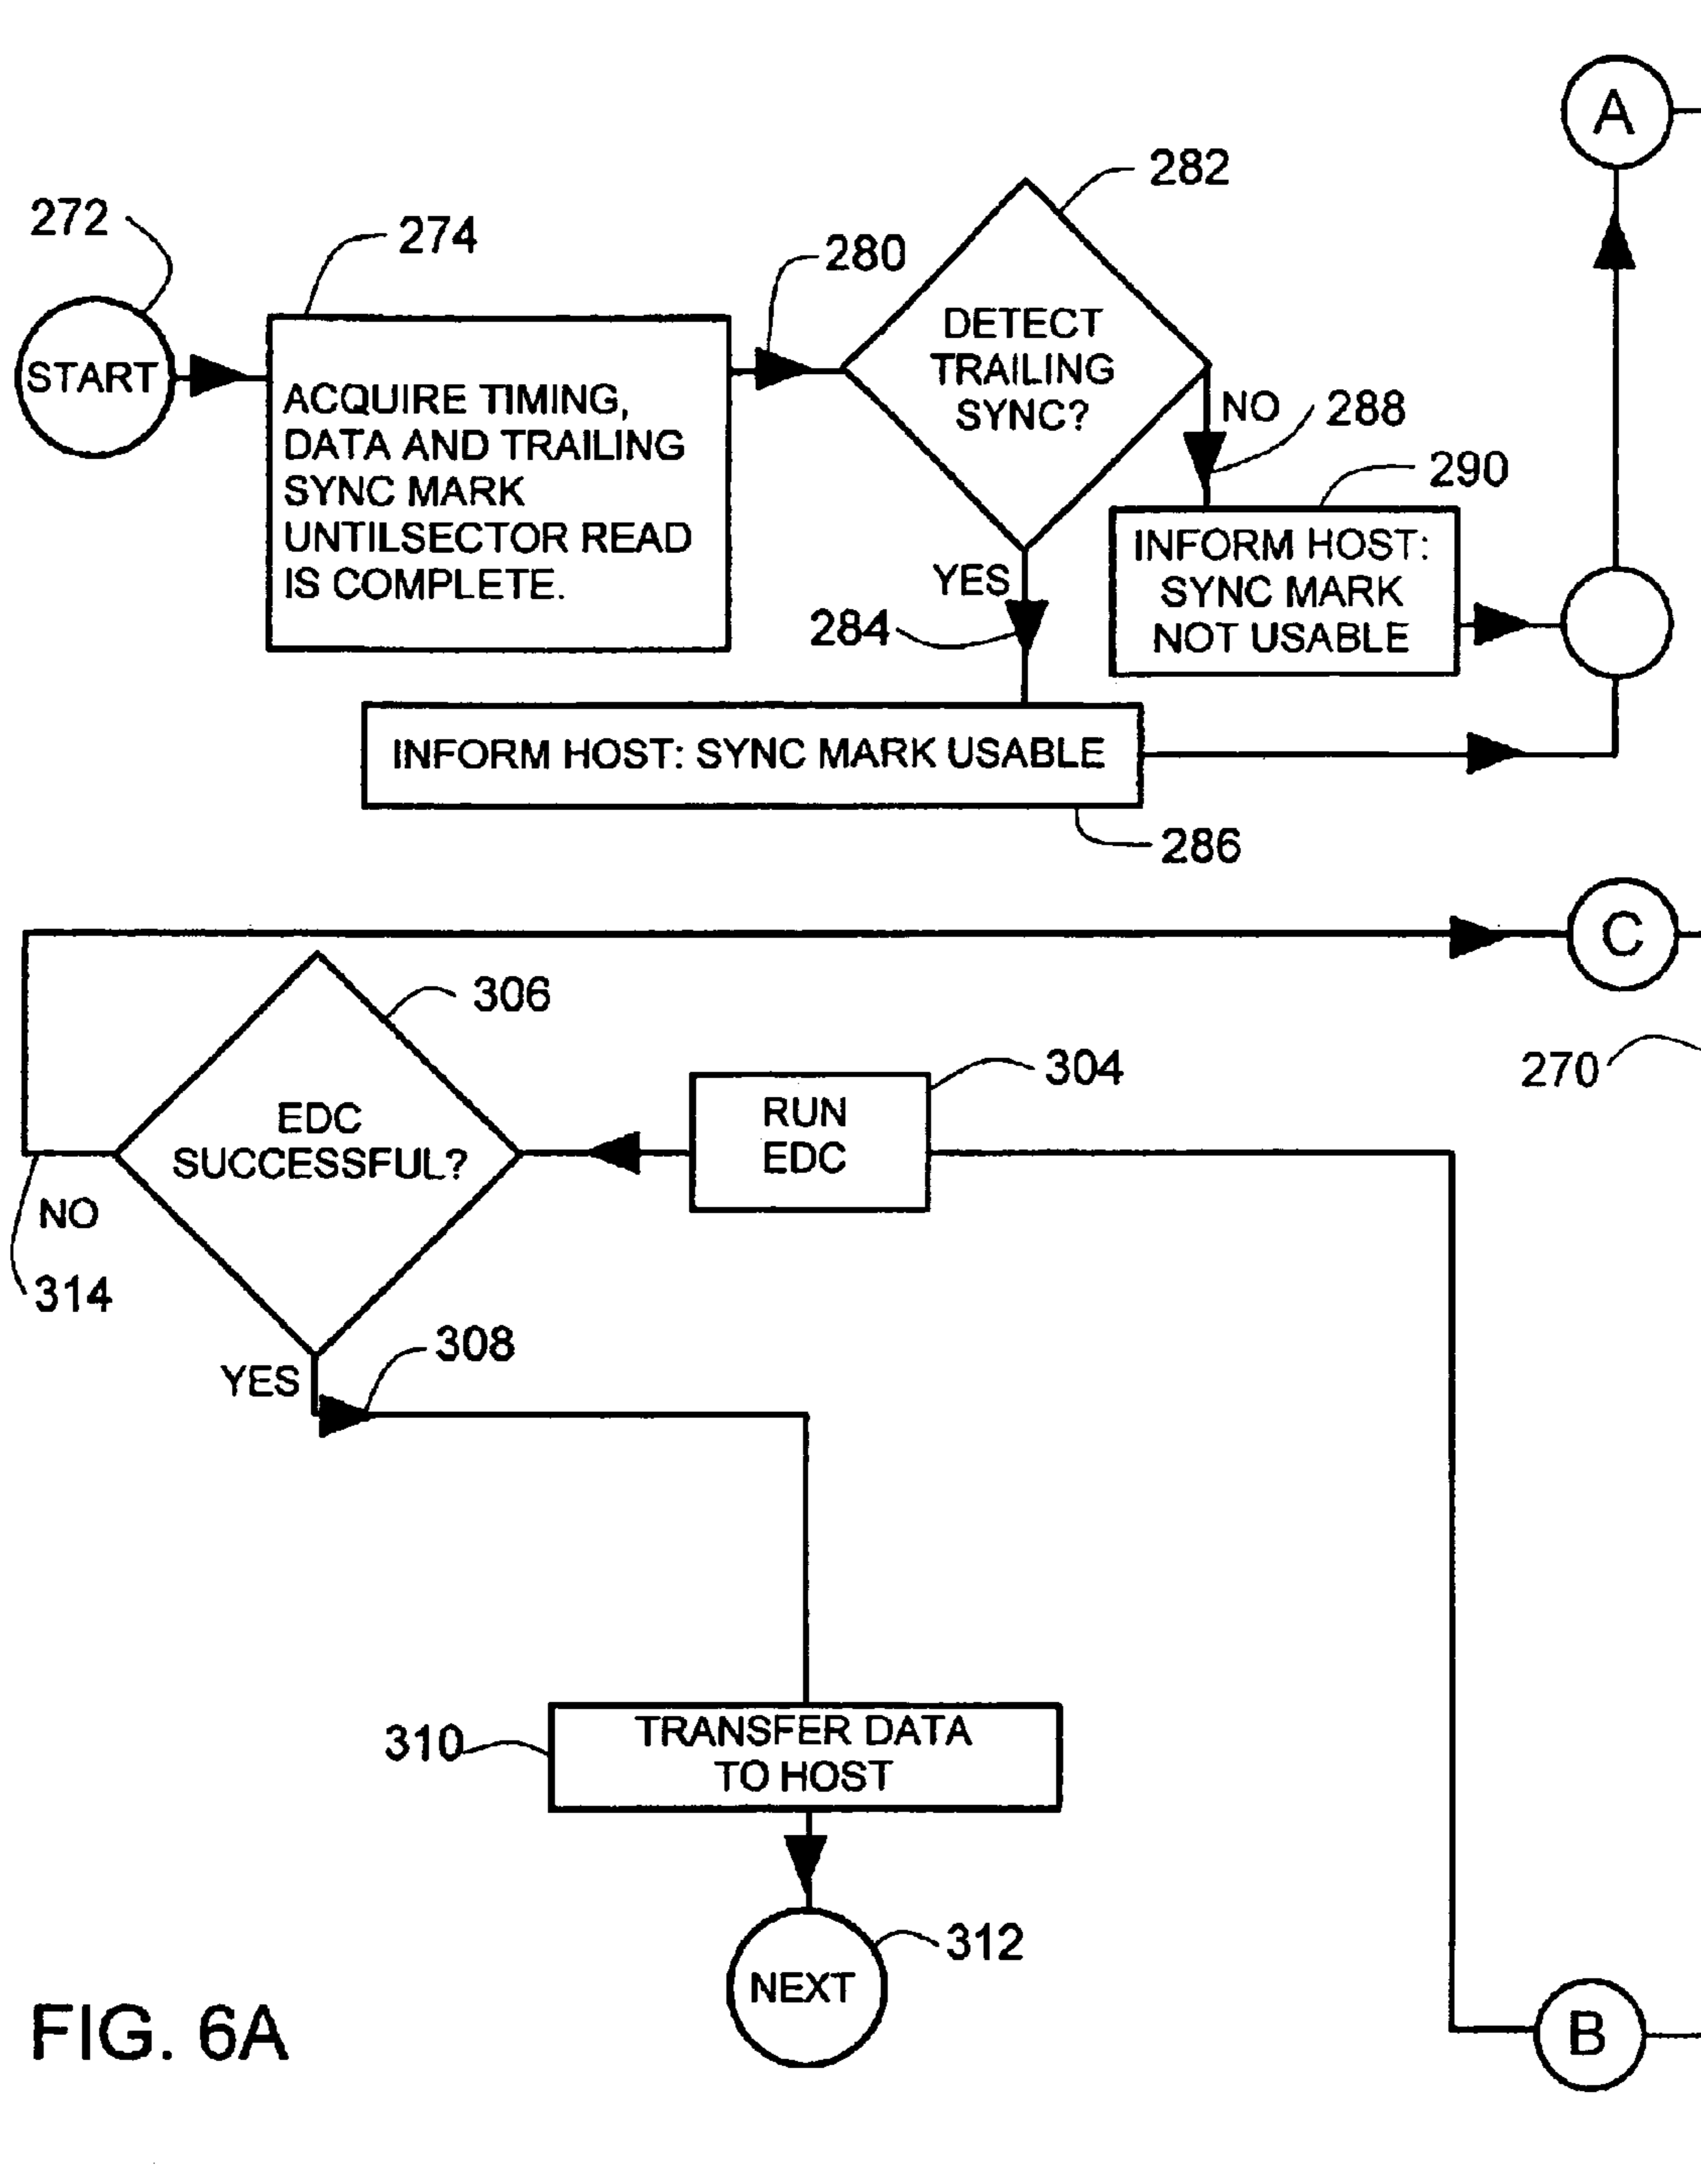 A
282
272
274
280
START
ACQUIRE TIMING,
DATA AND TRAILING
SYNC MARK
UNTILSECTOR READ
IS COMPLETE.
DETECT
TRAILING
SYNC?
NO
288
290
INFORM HOST:
SYNC MARK
NOT USABLE
YES
284
INFORM HOST: SYNC MARK USABLE
286
C
306
270
304
RUN
EDC
EDC
SUCCESSFUL?
NO
314
308
YES
310
TRANSFER DATA
TO HOST
312
NEXT
B
FIG. 6A